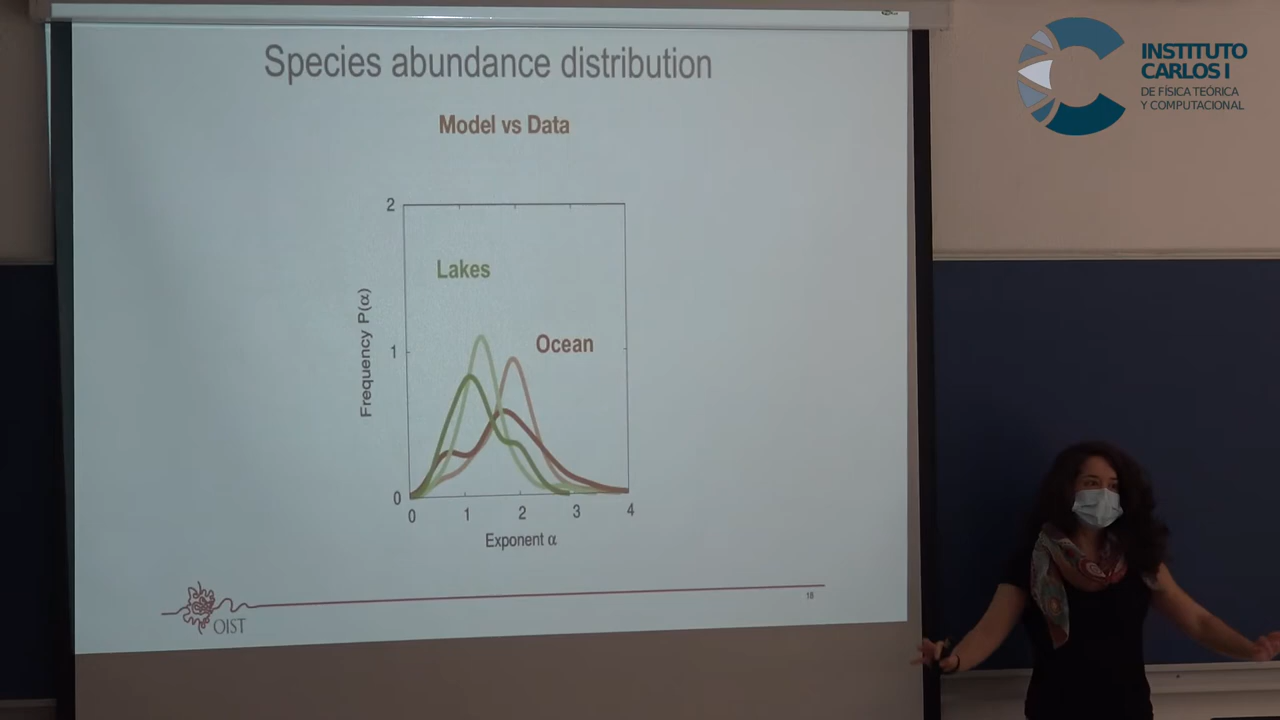 Species abundance distribution
Model vs Data
2
Lakes
Ocean
1
0
Frequency P(α)
0 1 2 3 4
Exponent α
18
OIST
INSTITUTO
CARLOS I
DE FÍSICA TEÓRICA
Y COMPUTACIONAL